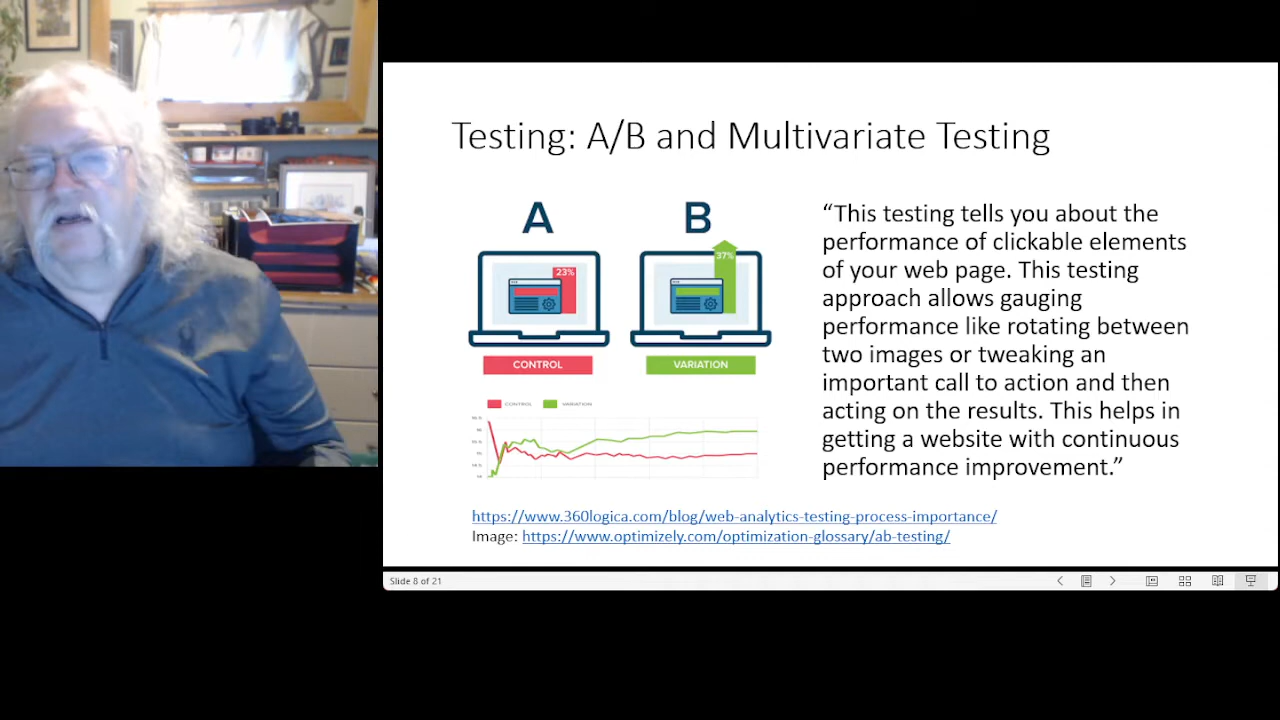 Testing: A/B and Multivariate Testing
A
B
23%
37%
CONTROL
VARIATION
CONTROL
VARIATION
“This testing tells you about the
performance of clickable elements
of your web page. This testing
approach allows gauging
performance like rotating between
two images or tweaking an
important call to action and then
acting on the results. This helps in
getting a website with continuous
performance improvement.”
https://www.360logica.com/blog/web-analytics-testing-process-importance/
Image: https://www.optimizely.com/optimization-glossary/ab-testing/
Slide 8 of 21